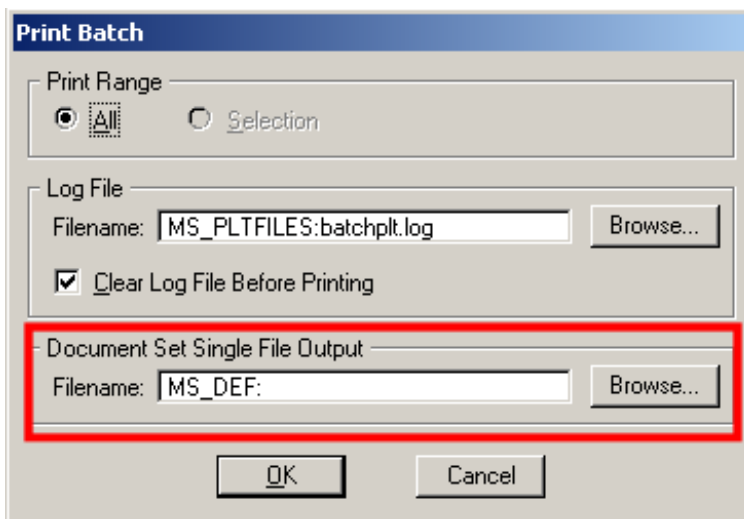 Print Batch
Print Range
All Selection
Log File
Filename: MS_PLTFILES:batchplt.log Browse...
Clear Log File Before Printing
Document Set Single File Output
Filename: MS_DEF: Browse...
OK Cancel